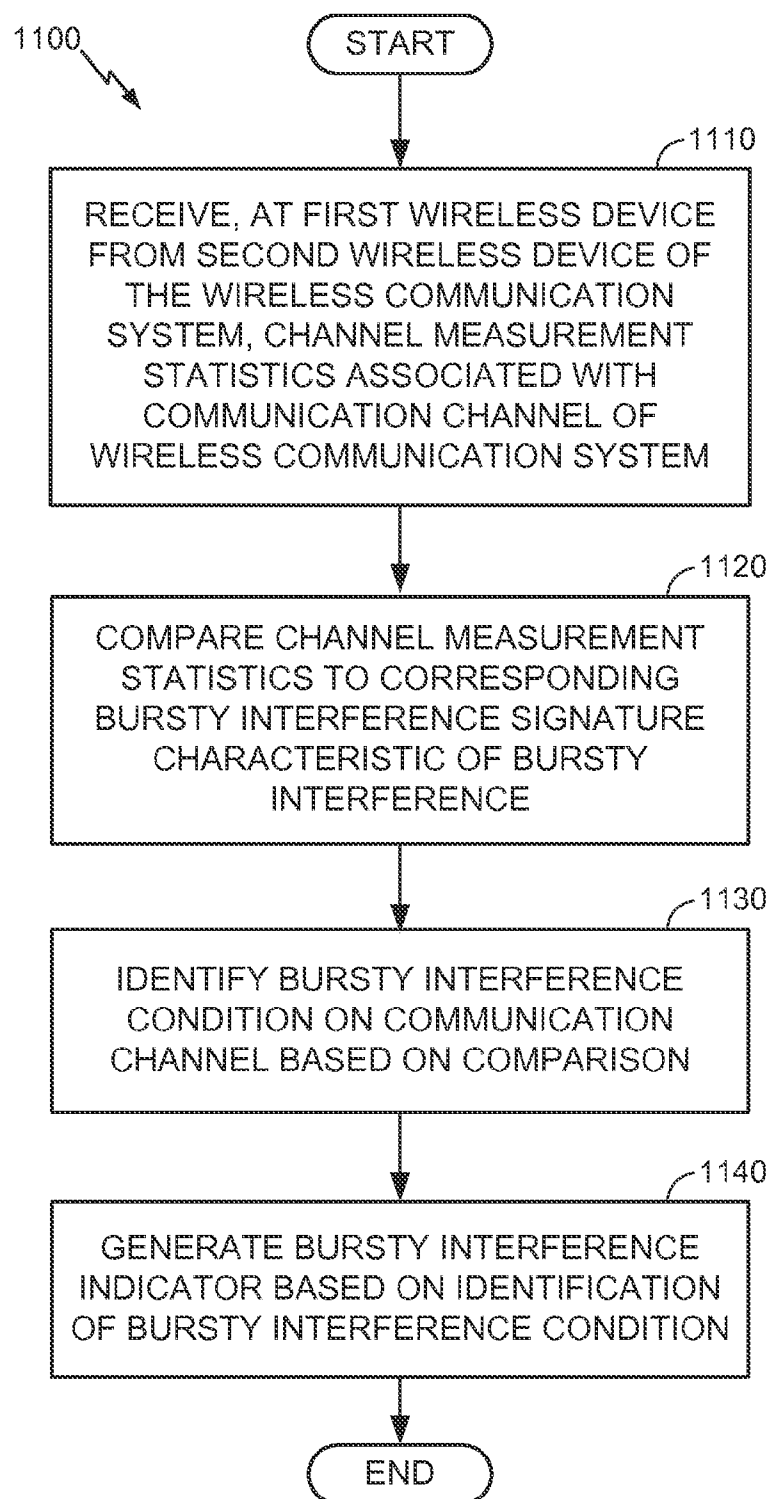 1100
START
1110
RECEIVE, AT FIRST WIRELESS DEVICE
FROM SECOND WIRELESS DEVICE OF
THE WIRELESS COMMUNICATION
SYSTEM, CHANNEL MEASUREMENT
STATISTICS ASSOCIATED WITH
COMMUNICATION CHANNEL OF
WIRELESS COMMUNICATION SYSTEM
1120
COMPARE CHANNEL MEASUREMENT
STATISTICS TO CORRESPONDING
BURSTY INTERFERENCE SIGNATURE
CHARACTERISTIC OF BURSTY
INTERFERENCE
1130
IDENTIFY BURSTY INTERFERENCE
CONDITION ON COMMUNICATION
CHANNEL BASED ON COMPARISON
1140
GENERATE BURSTY INTERFERENCE
INDICATOR BASED ON IDENTIFICATION
OF BURSTY INTERFERENCE CONDITION
END